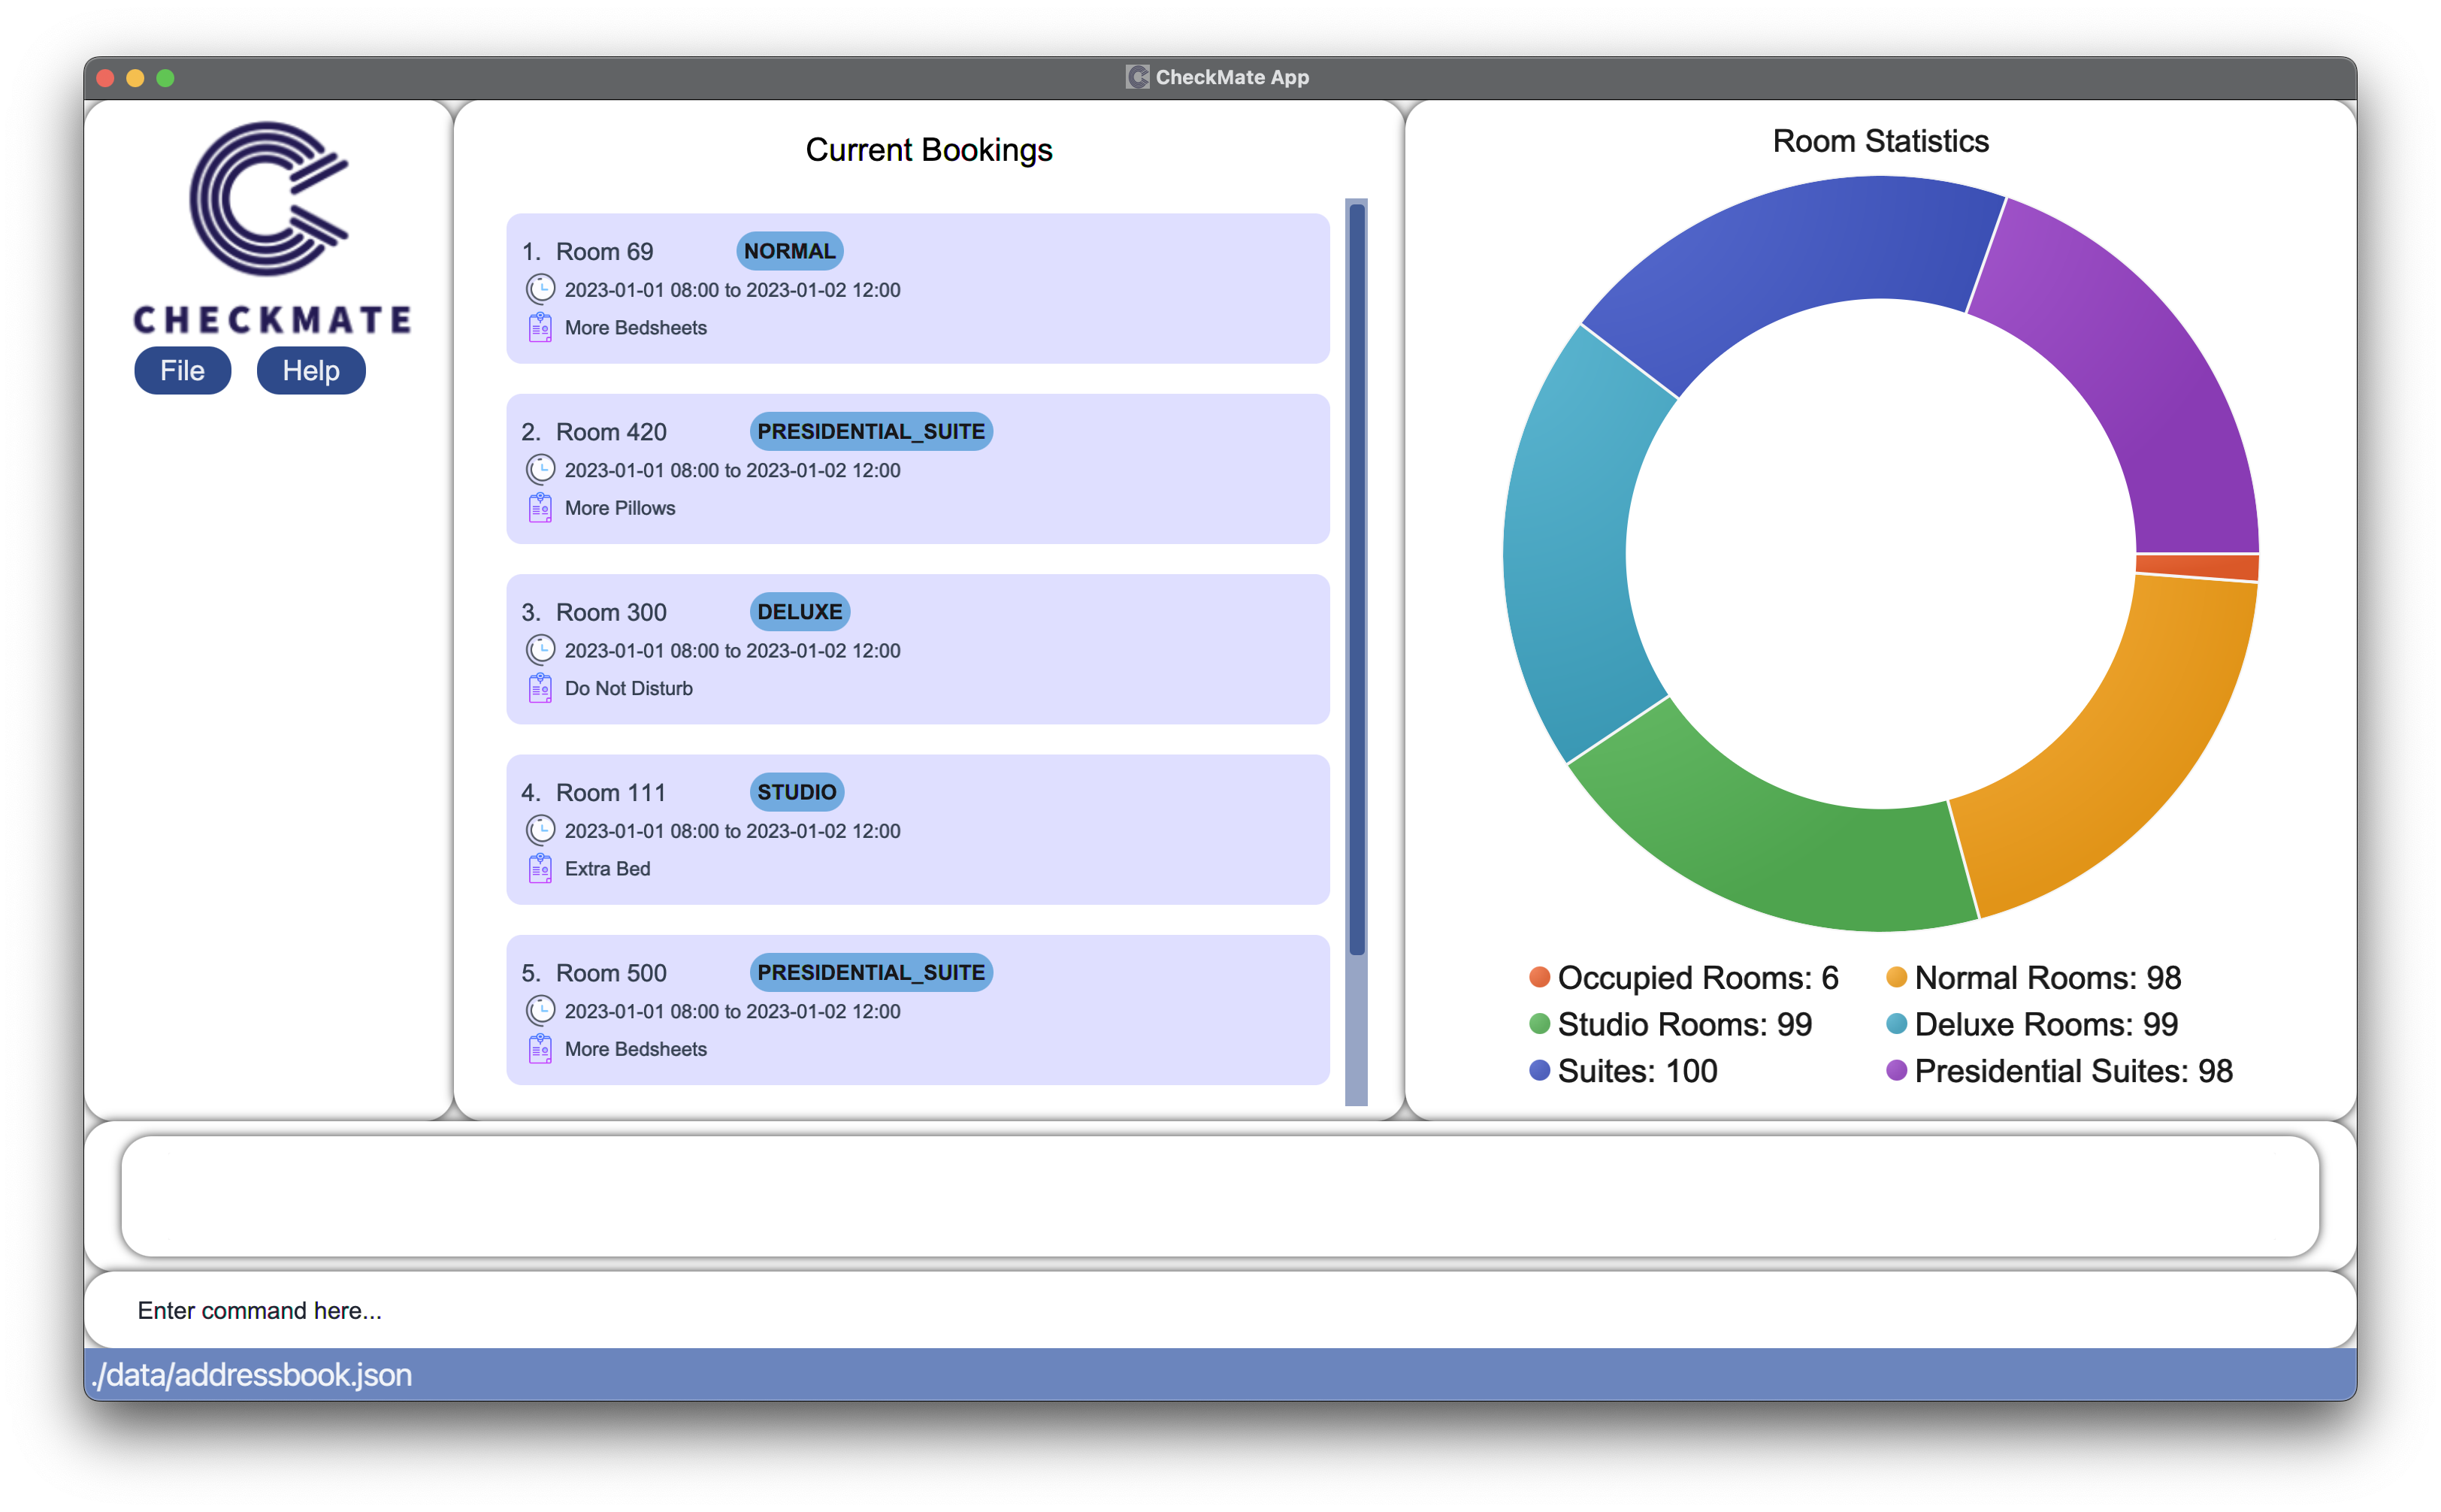 CheckMate App
CHECKMATE
File Help
Current Bookings
1. Room 69 NORMAL
2023-01-01 08:00 to 2023-01-02 12:00
More Bedsheets
2. Room 420 PRESIDENTIAL_SUITE
2023-01-01 08:00 to 2023-01-02 12:00
More Pillows
3. Room 300 DELUXE
2023-01-01 08:00 to 2023-01-02 12:00
Do Not Disturb
4. Room 111 STUDIO
2023-01-01 08:00 to 2023-01-02 12:00
Extra Bed
5. Room 500 PRESIDENTIAL_SUITE
2023-01-01 08:00 to 2023-01-02 12:00
More Bedsheets
Room Statistics
Occupied Rooms: 6 Normal Rooms: 98
Studio Rooms: 99 Deluxe Rooms: 99
Suites: 100 Presidential Suites: 98
Enter command here...
./data/addressbook.json